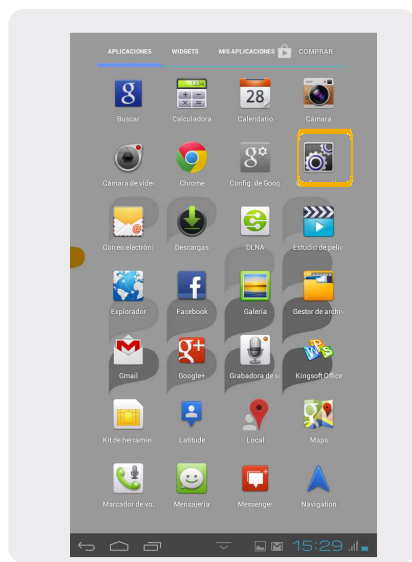 APLICACIONES WIDGETS MIS APLICACIONES COMPRAR
Buscar Calculadora Calendario Cámara
Cámara de víde Chrome Config. de Goog
Correo electróni Descargas DLNA Estudio de pelíc
Explorador Facebook Galería Gestor de archiv
Gmail Google+ Grabadora de s Kingsoft Office
Kit de herramie Latitude Local Maps
Marcador de vo Mensajería Messenger Navigation
15:29